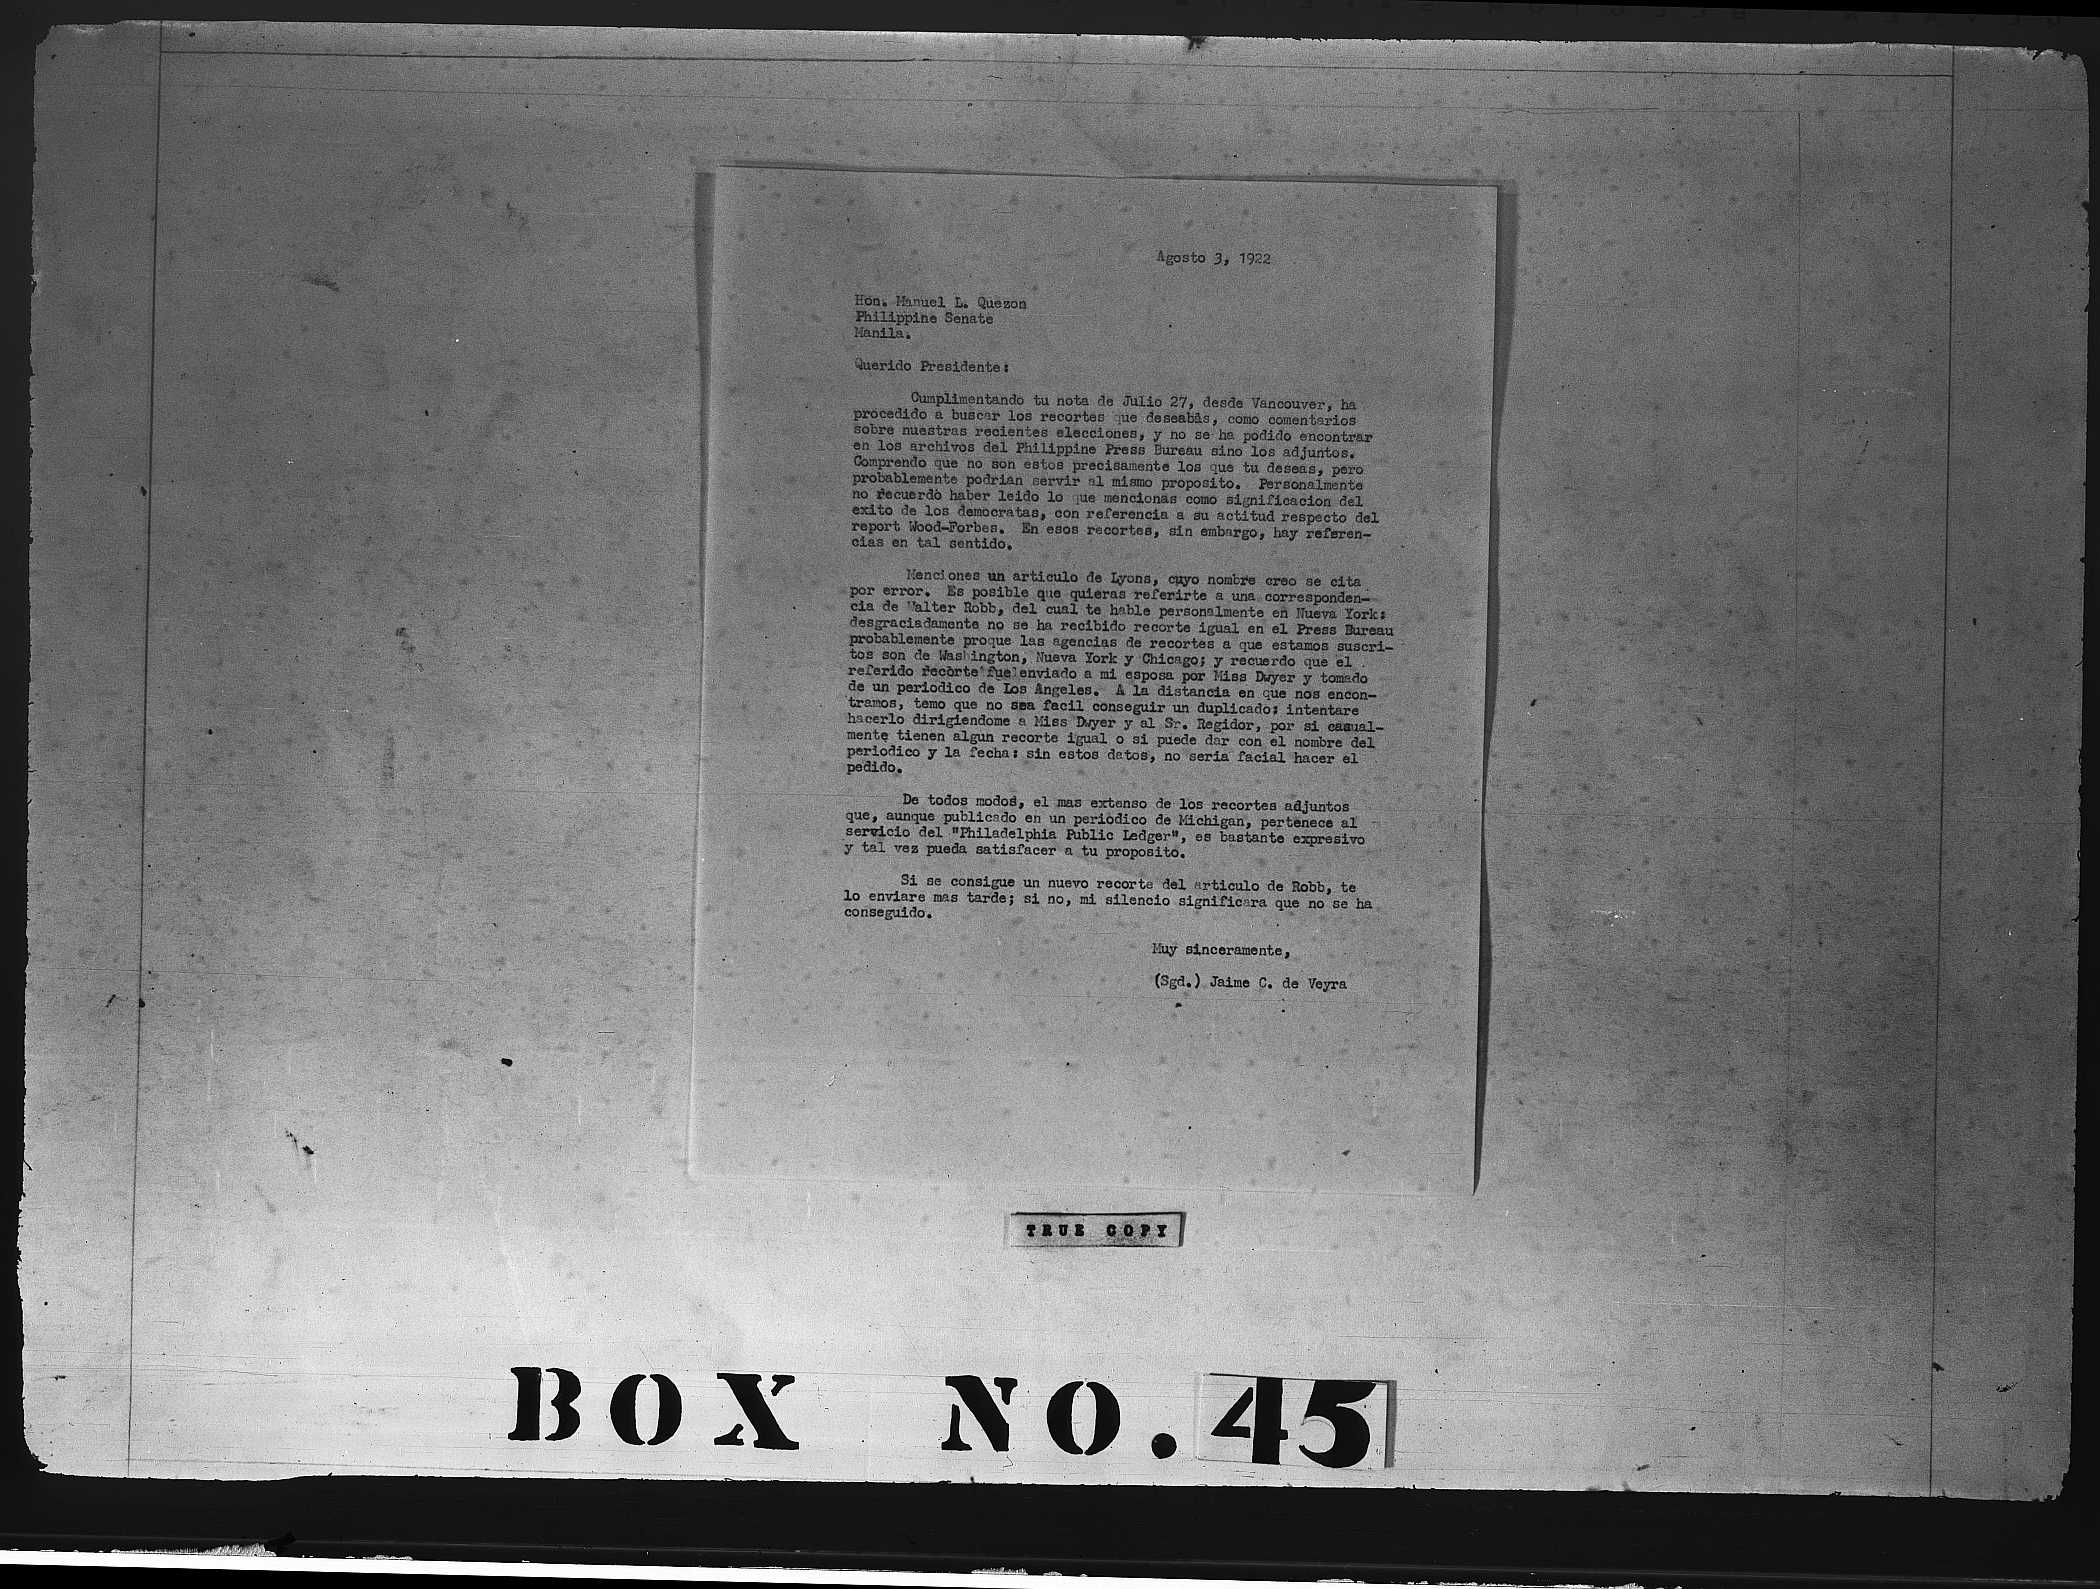 Agosto 3, 1922
Hon. Manuel L. Quezon
Philippine Senate
Manila.
Querido Presidente:
Cumplimentando tu nota de Julio 27, desde Vancouver, ha
procedido a buscar los recortes que deseabas, como comentarios
sobre nuestras recientes elecciones, y no se ha podido encontrar
en los archivos del Philippine Press Bureau sino los adjuntos.
Comprendo que no son estos precisamente los que tu deseas, pero
probablemente podrian servir al mismo proposito. Personalmente
no recuerdo haber leido lo que mencionas como significacion del
exito de los democratas, con referencia a su actitud respecto del
report Wood-Forbes. En esos recortes, sin embargo, hay referen-
cias en tal sentido.
Menciones un articulo de Lyons, cuyo nombre creo se cita
por error. Es posible que quieras referirte a una corresponden-
cia de Walter Robb, del cual te hable personalmente en Nueva York:
desgraciadamente no se ha recibido recorte igual en el Press Bureau
probablemente proque las agencias de recortes a que estamos suscri-
tos son de Washington, Nueva York y Chicago; y recuerdo que el
referido recorte fue enviado a mi esposa por Miss Dwyer y tomado
de un periodico de Los Angeles. A la distancia en que nos encon-
tramos, temo que no sea facil conseguir un duplicado: intentare
hacerlo dirigiendome a Miss Dwyer y al Sr. Regidor, por si casual-
mente tienen algun recorte igual o si puede dar con el nombre del
periodico y la fecha: sin estos datos, no seria facial hacer el
pedido.
De todos modos, el mas extenso de los recortes adjuntos
que, aunque publicado en un periodico de Michigan, pertenece al
servicio del "Philadelphia Public Ledger", es bastante expresivo
y tal vez pueda satisfacer a tu proposito.
Si se consigue un nuevo recorte del articulo de Robb, te
lo enviare mas tarde; si no, mi silencio significara que no se ha
conseguido.
Muy sinceramente,
(Sgd.) Jaime C. de Veyra
TRUE COPY
BOX NO. 45